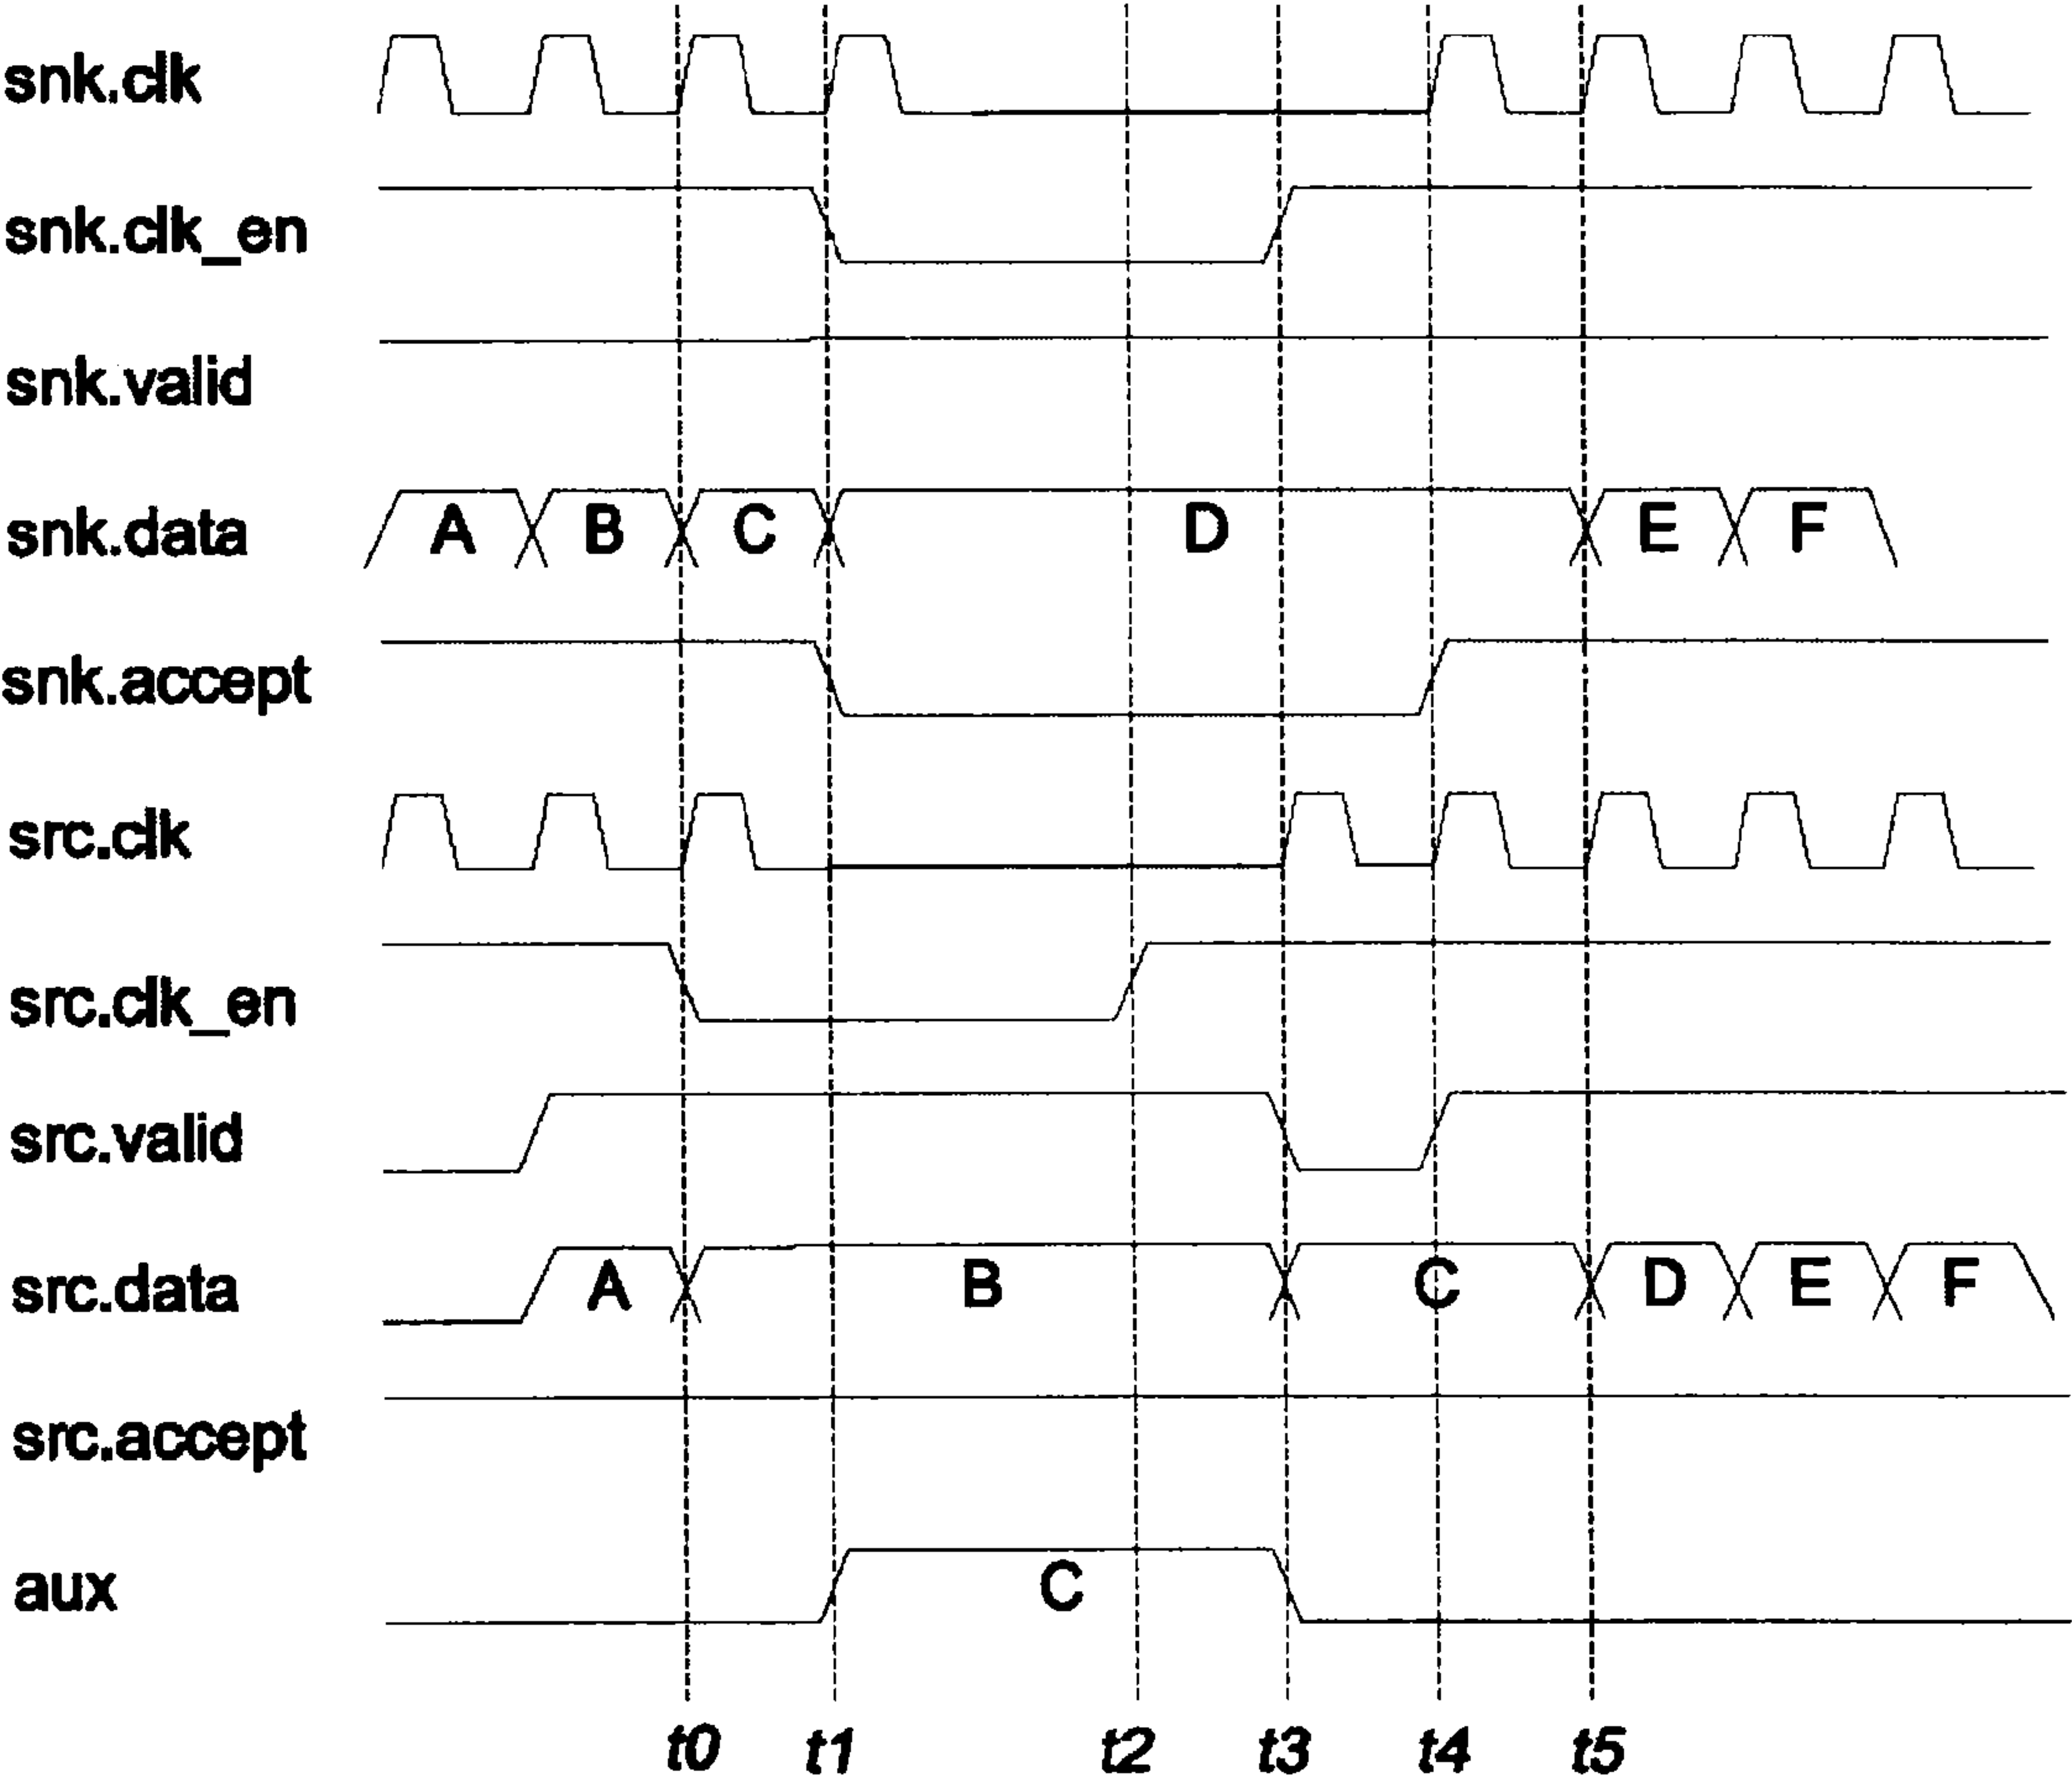 snk.clk
snk.clk_en
snk.valid
snk.data A B C D E F
snk.accept
src.clk
src.clk_en
src.valid
src.data A B C D E F
src.accept
aux C
t0 t1 t2 t3 t4 t5